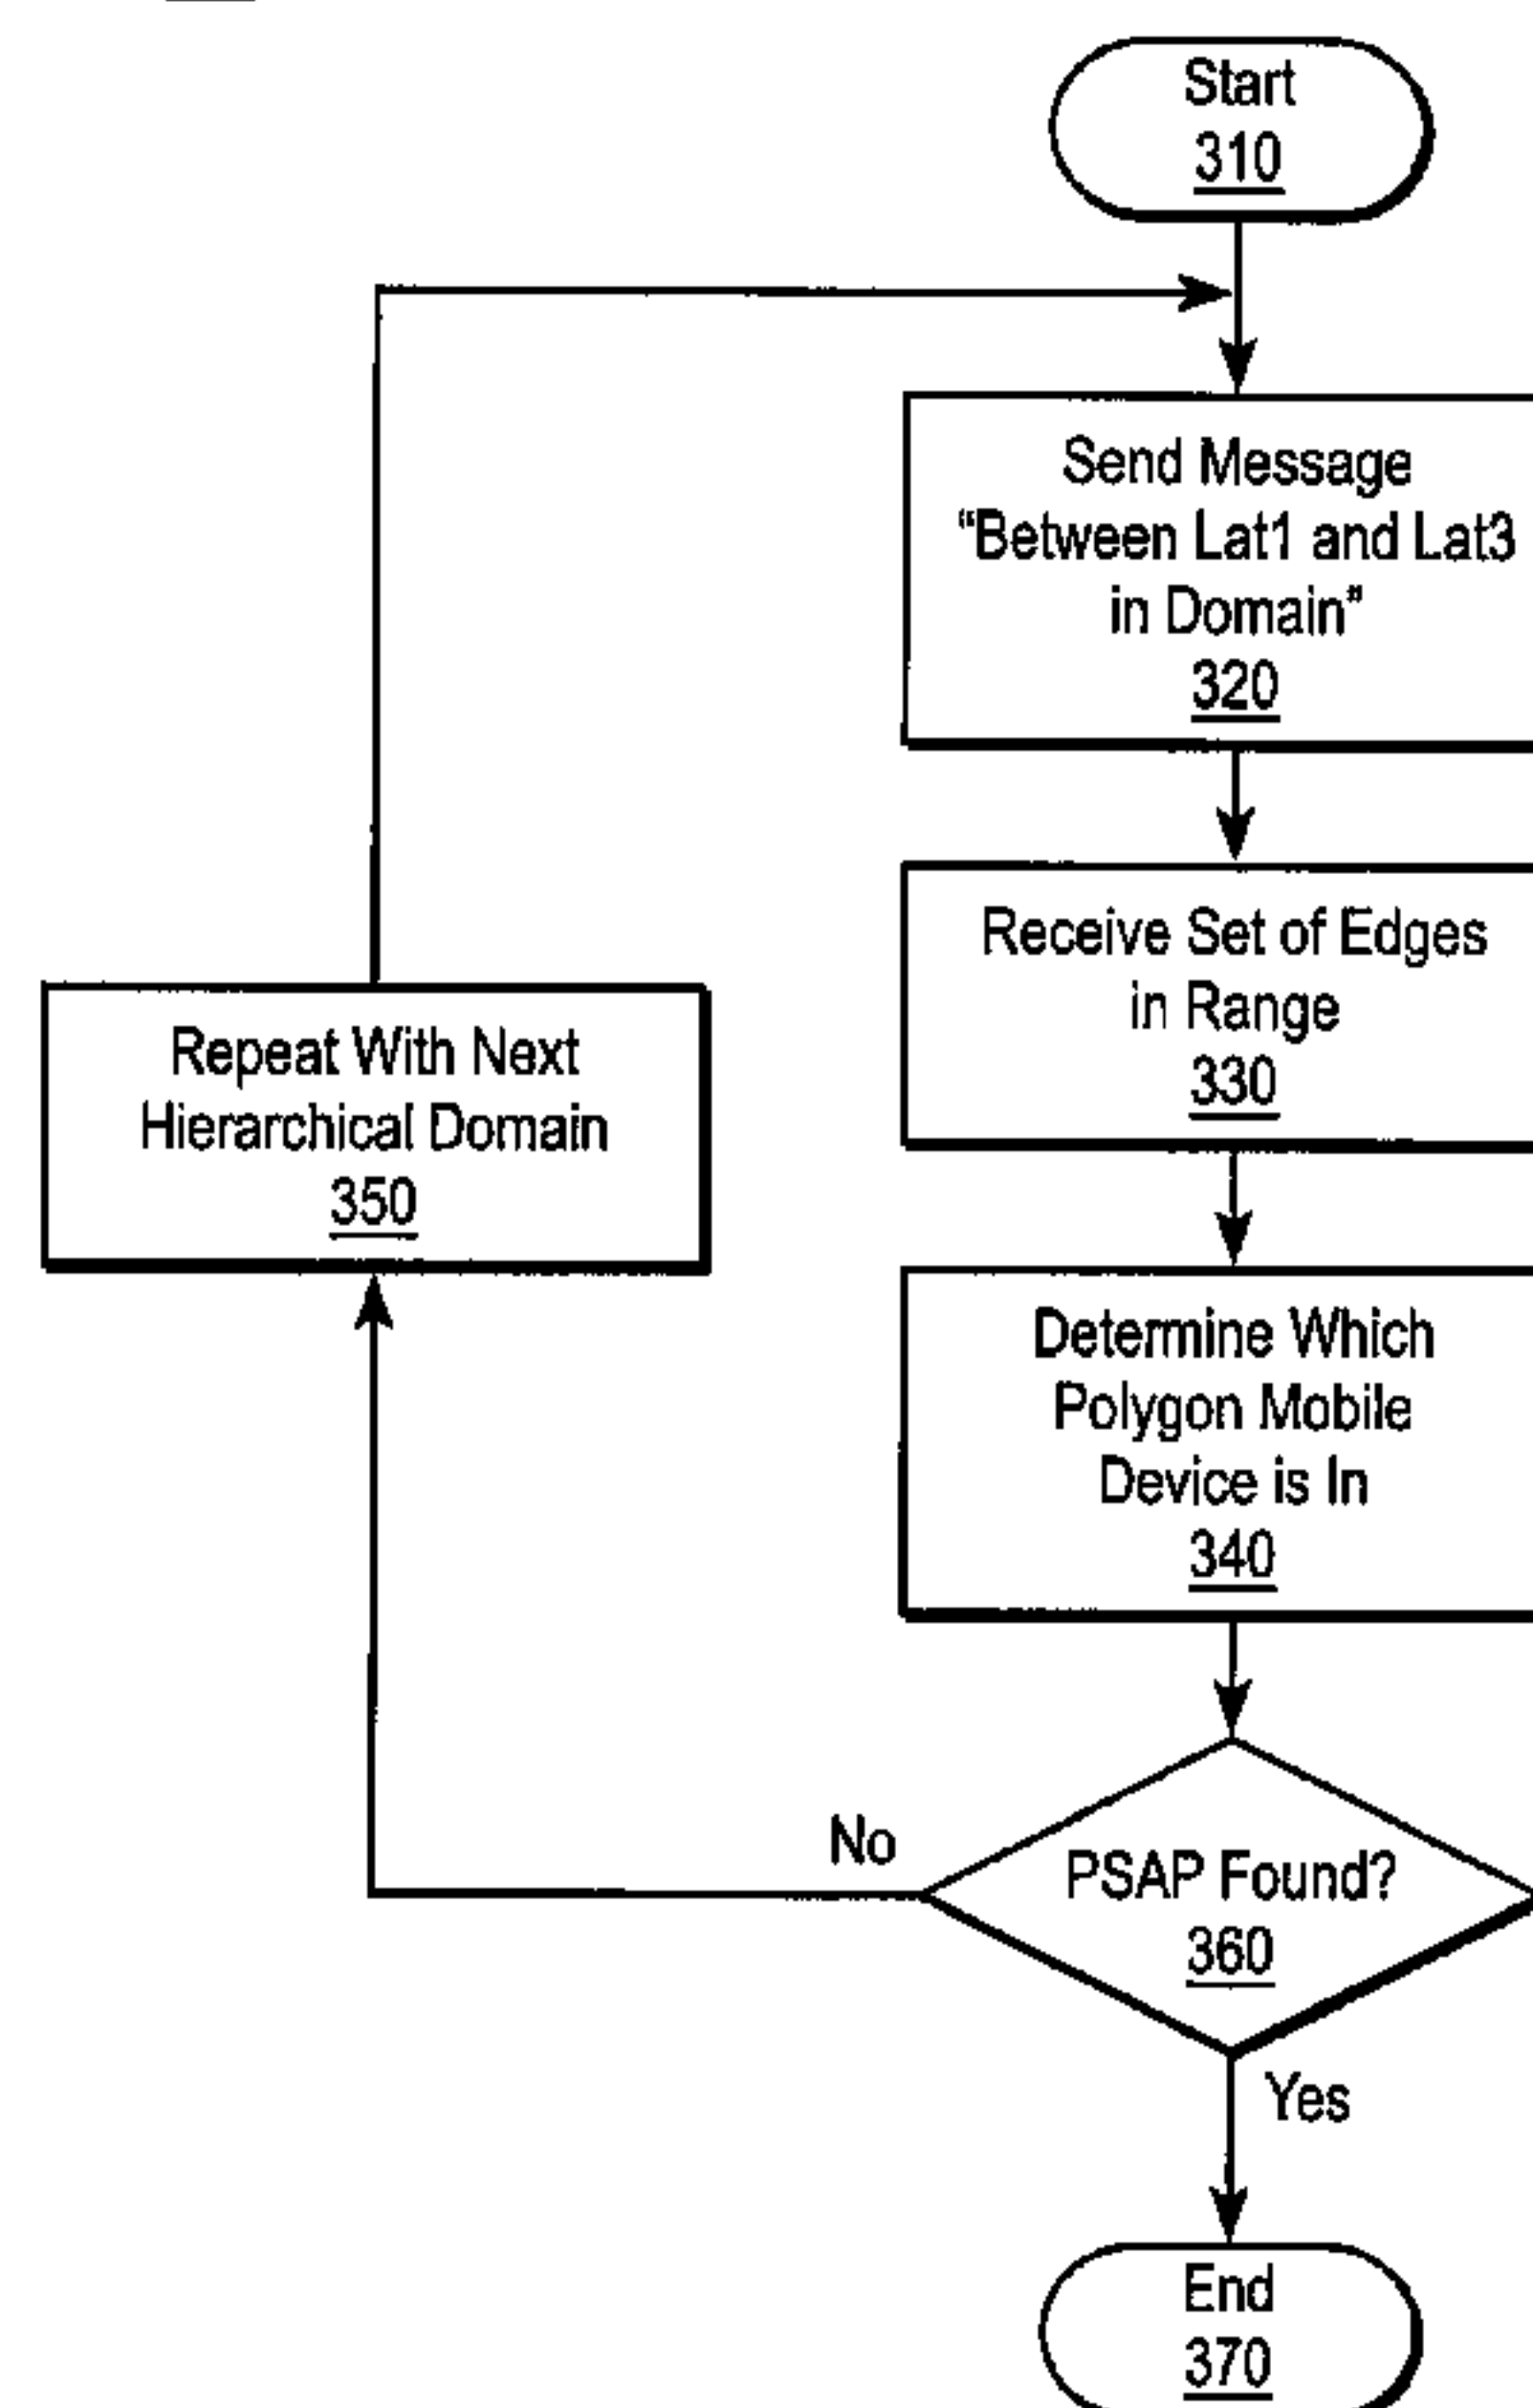 Start
310
Send Message
"Between Lat1 and Lat3
in Domain"
320
Receive Set of Edges
in Range
330
Repeat With Next
Hierarchical Domain
350
Determine Which
Polygon Mobile
Device is In
340
No
PSAP Found?
360
Yes
End
370